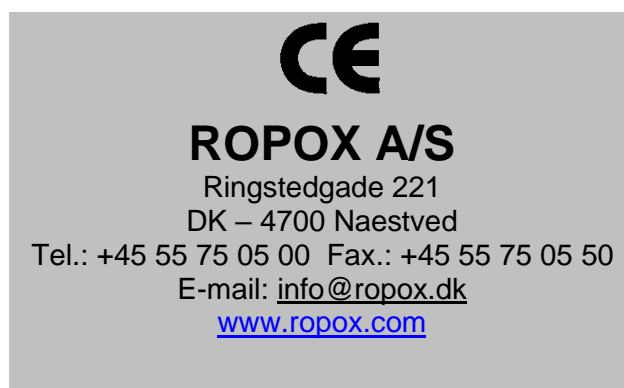 CE
ROPOX A/S
Ringstedgade 221
DK – 4700 Naestved
Tel.: +45 55 75 05 00 Fax.: +45 55 75 05 50
E-mail: info@ropox.dk
www.ropox.com